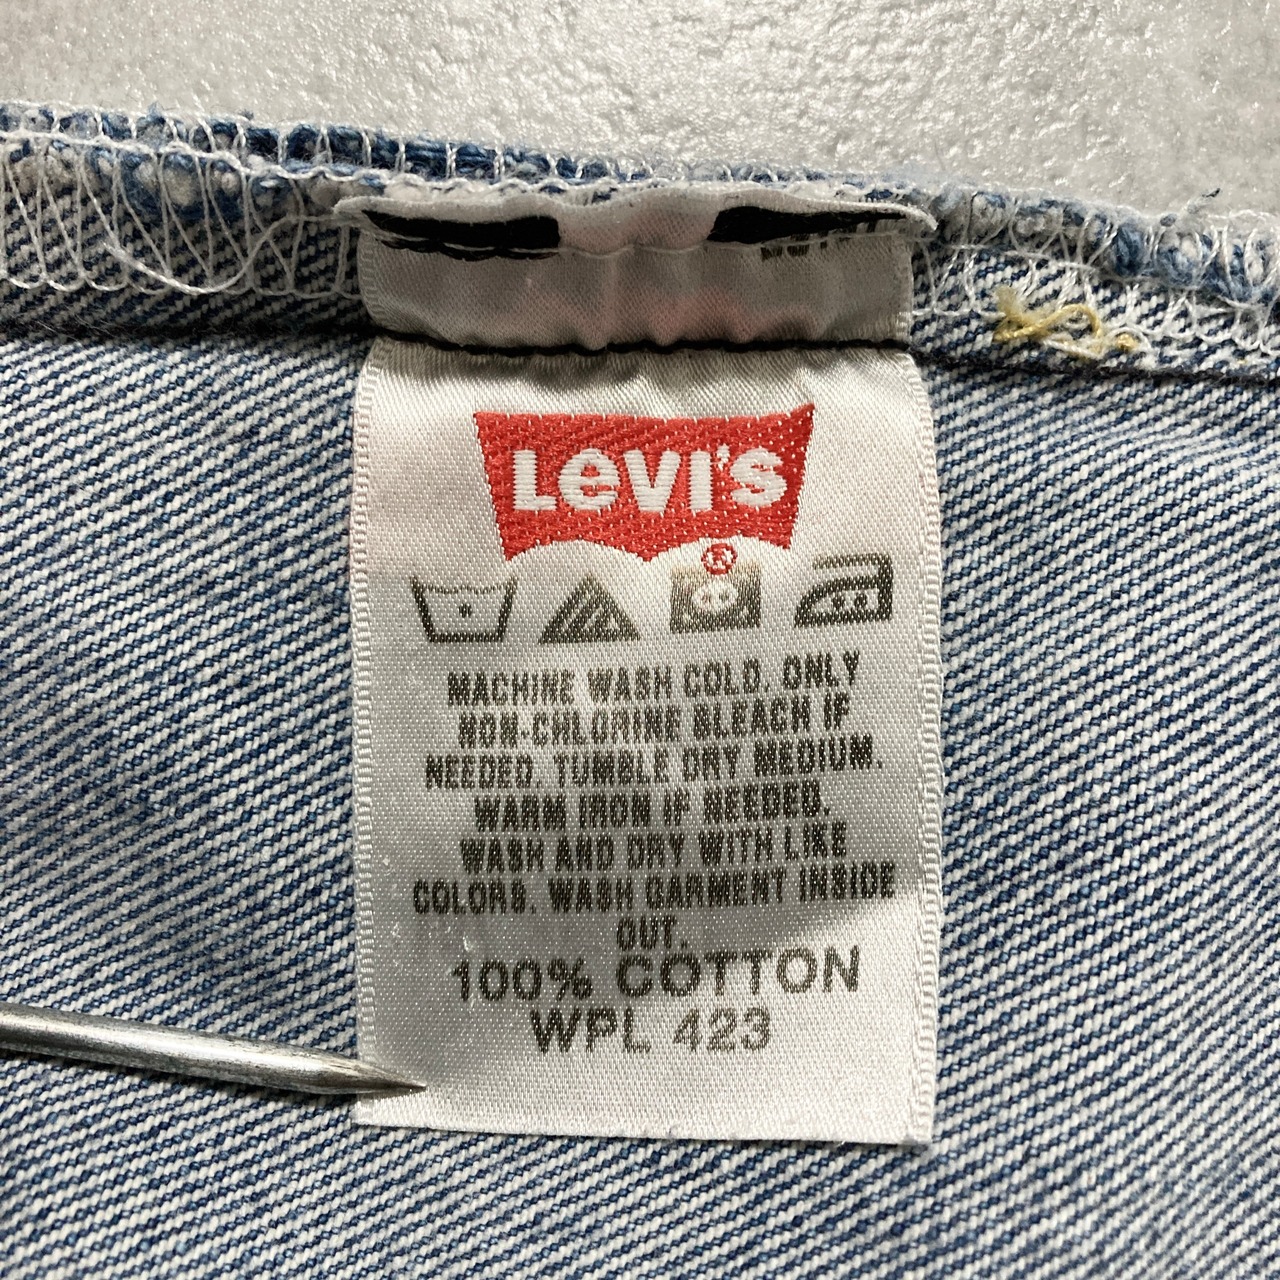 Levi's
®
MACHINE WASH COLD. ONLY
NON-CHLORINE BLEACH IF
NEEDED. TUMBLE DRY MEDIUM.
WARM IRON IF NEEDED.
WASH AND DRY WITH LIKE
COLORS. WASH GARMENT INSIDE
OUT.
100% COTTON
WPL 423